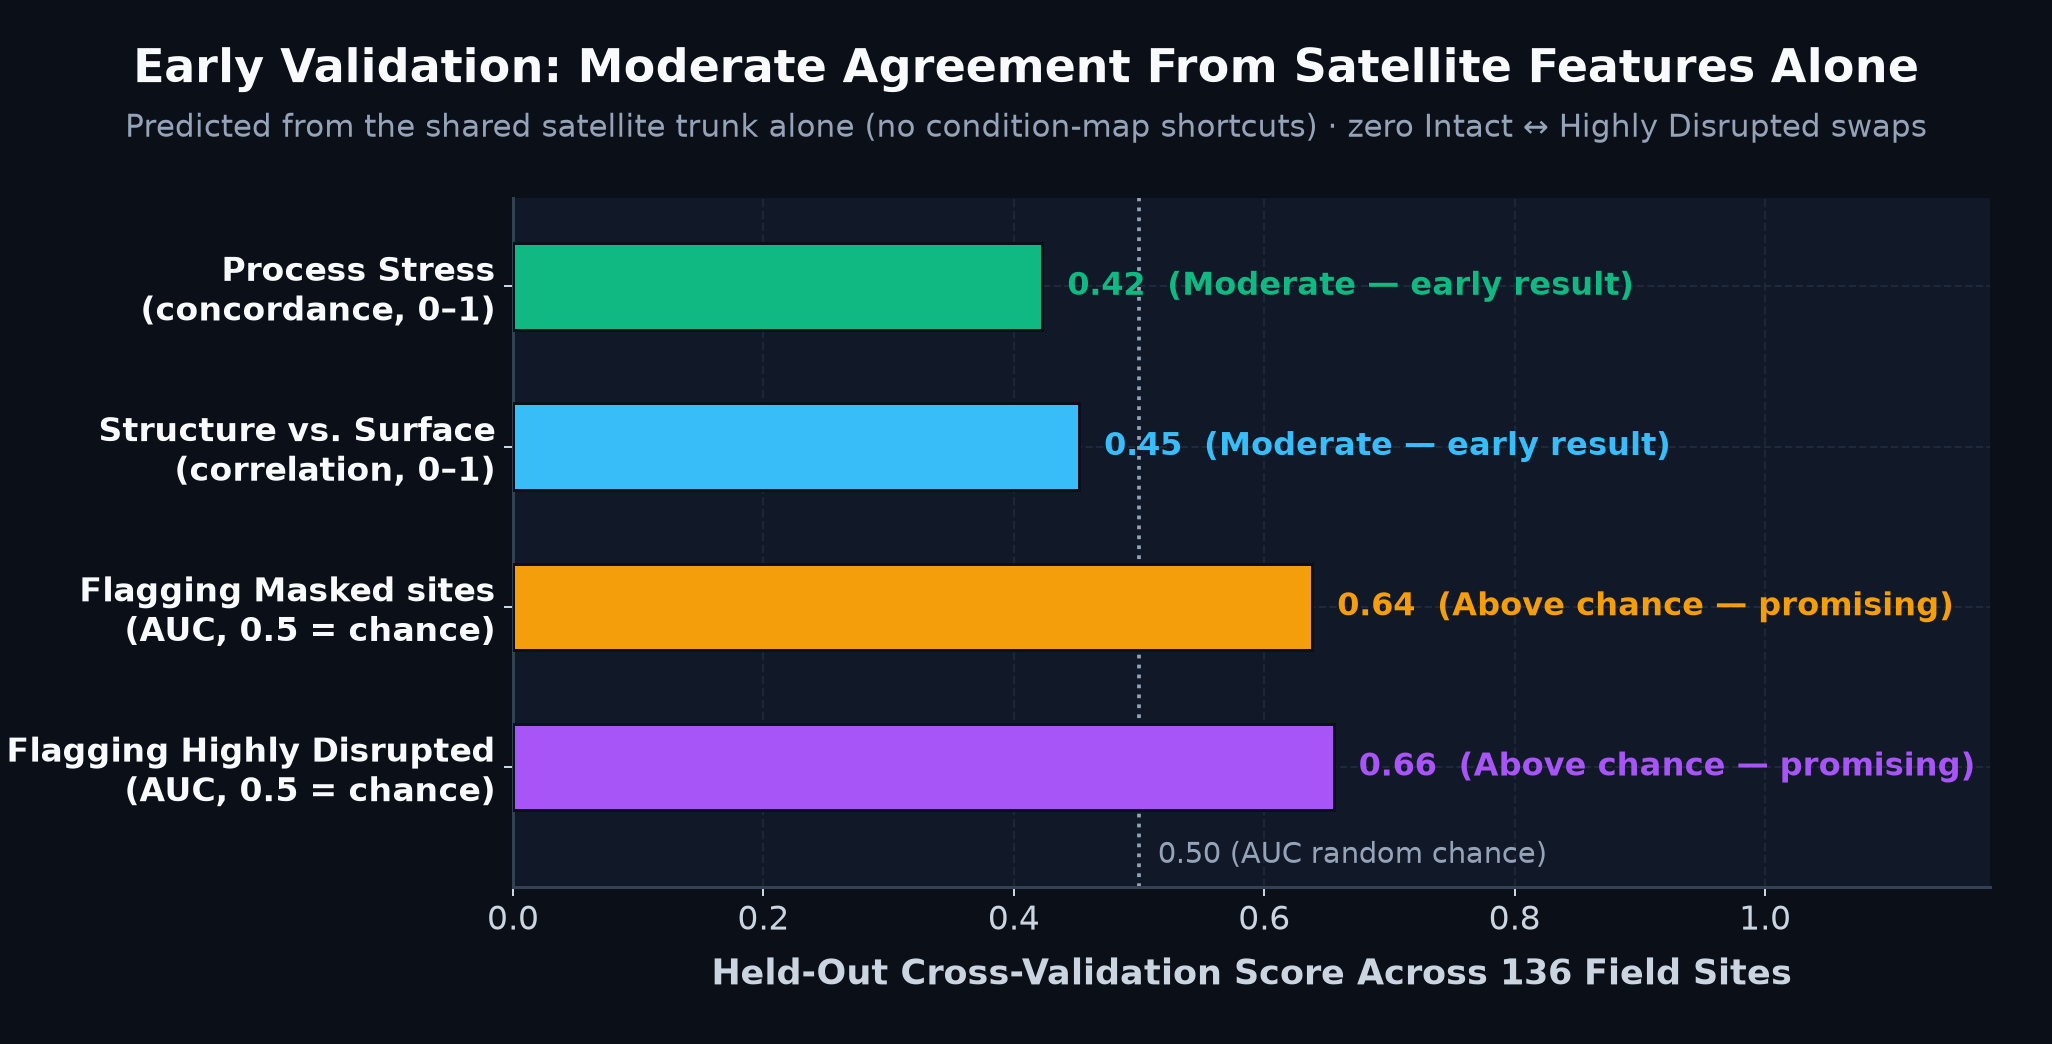 Early Validation: Moderate Agreement From Satellite Features Alone
Predicted from the shared satellite trunk alone (no condition-map shortcuts) · zero Intact ↔ Highly Disrupted swaps
Process Stress
(concordance, 0–1)
0.42 (Moderate — early result)
Structure vs. Surface
(correlation, 0–1)
0.45 (Moderate — early result)
Flagging Masked sites
(AUC, 0.5 = chance)
0.64 (Above chance — promising)
Flagging Highly Disrupted
(AUC, 0.5 = chance)
0.66 (Above chance — promising)
0.50 (AUC random chance)
0.0 0.2 0.4 0.6 0.8 1.0
Held-Out Cross-Validation Score Across 136 Field Sites